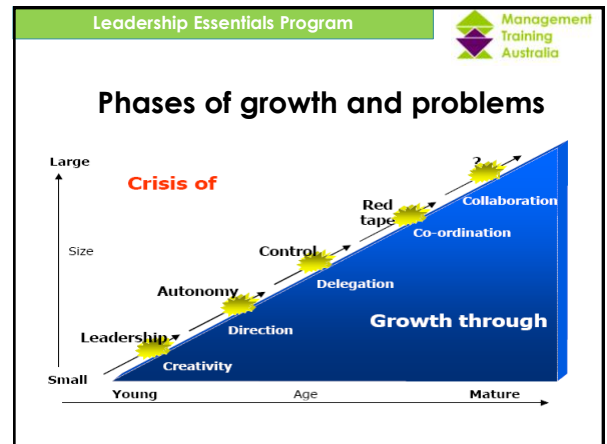 Leadership Essentials Program
Management
Training
Australia
Phases of growth and problems
Large
Crisis of
?
Collaboration
Red
tape
Co-ordination
Size
Control
Delegation
Autonomy
Direction
Growth through
Leadership
Creativity
Small
Young
Age
Mature